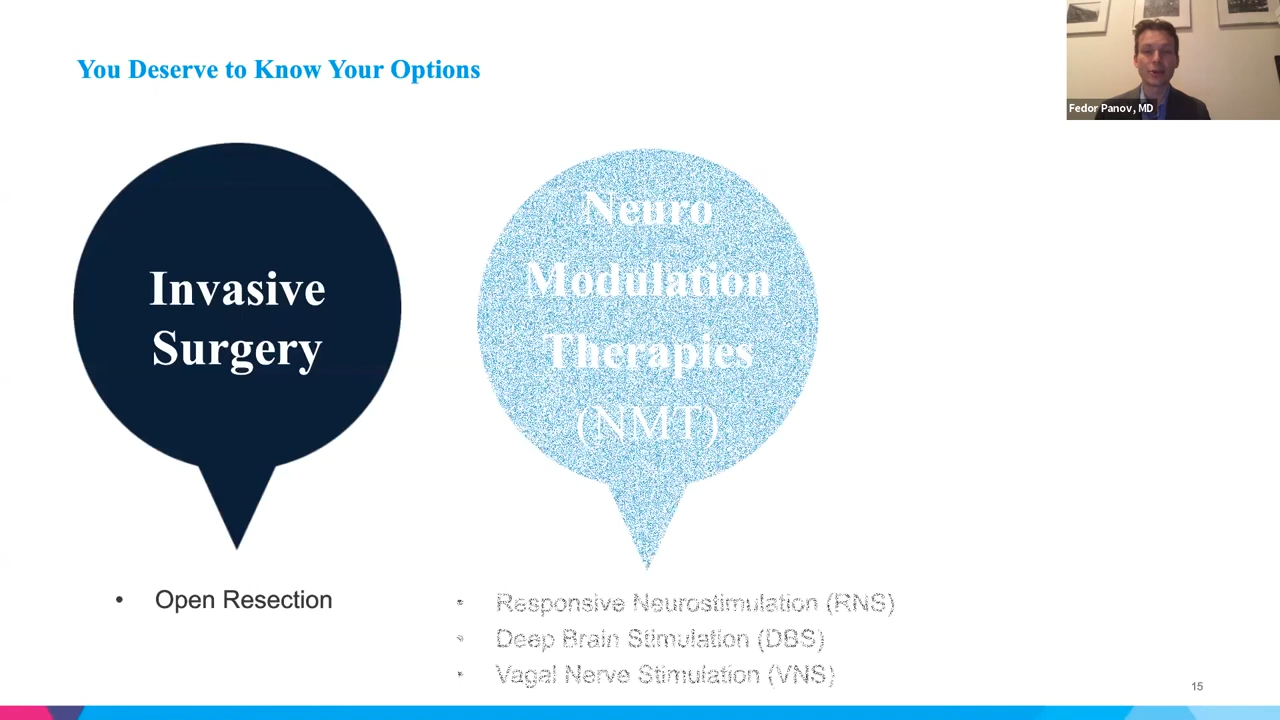 You Deserve to Know Your Options
Fedor Panov, MD
Invasive
Surgery
Neuro
Modulation
Therapies
(NMT)
• Open Resection
• Responsive Neurostimulation (RNS)
• Deep Brain Stimulation (DBS)
• Vagal Nerve Stimulation (VNS)
15